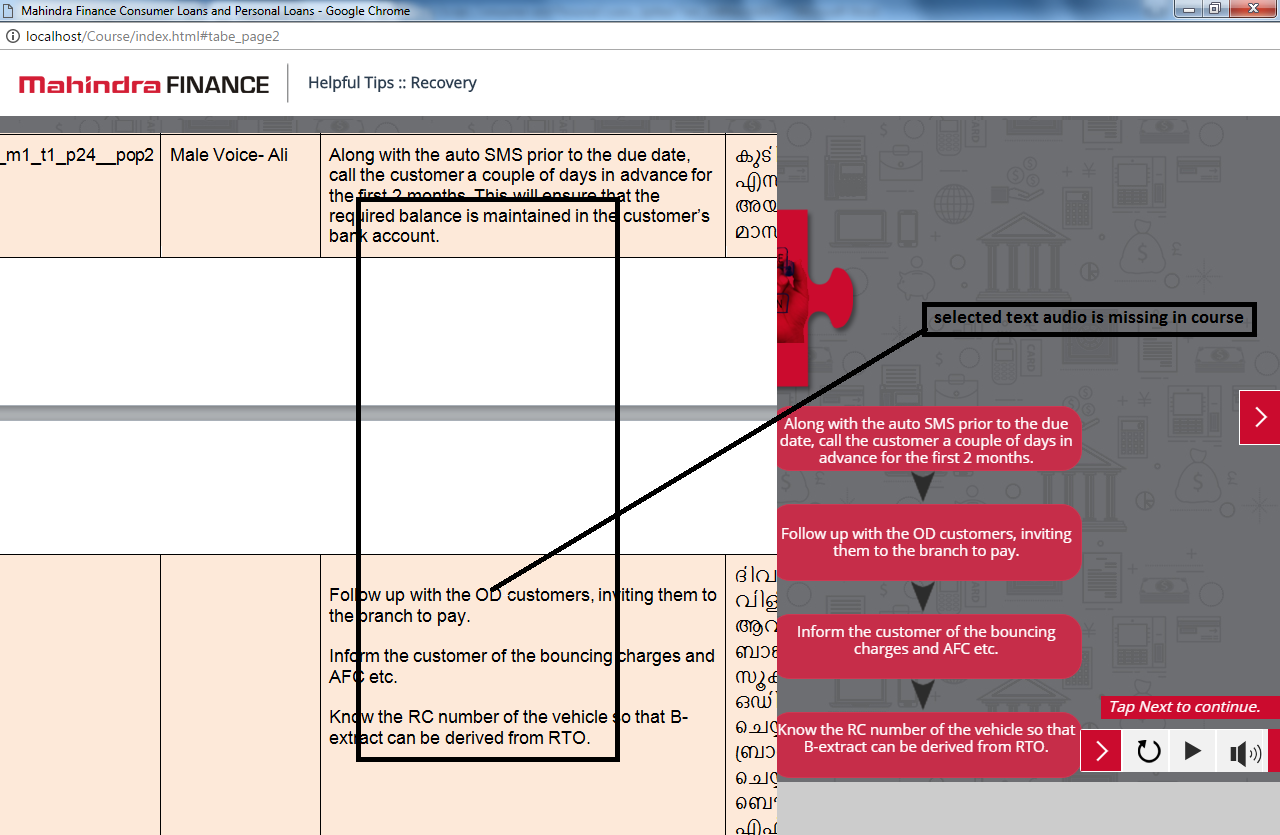 Mahindra Finance Consumer Loans and Personal Loans - Google Chrome
localhost/Course/index.html#tabe_page2
Mahindra FINANCE
Helpful Tips :: Recovery
_m1_t1_p24__pop2
Male Voice- Ali
Along with the auto SMS prior to the due date,
call the customer a couple of days in advance for
the first 2 months. This will ensure that the
required balance is maintained in the customer's
bank account.
കുട
എസ
അയ
മാസ
selected text audio is missing in course
Along with the auto SMS prior to the due
date, call the customer a couple of days in
advance for the first 2 months.
Follow up with the OD customers, inviting
them to the branch to pay.
Inform the customer of the bouncing
charges and AFC etc.
Know the RC number of the vehicle so that
B-extract can be derived from RTO.
Follow up with the OD customers, inviting them to
the branch to pay.
Inform the customer of the bouncing charges and
AFC etc.
Know the RC number of the vehicle so that B-
extract can be derived from RTO.
ദിവ
വിളി
ആവ
ബാങ
സൂക
ഒഡി
ചെയ
ബ്രാ
ചെയ
ബൌ
എഎ
Tap Next to continue.